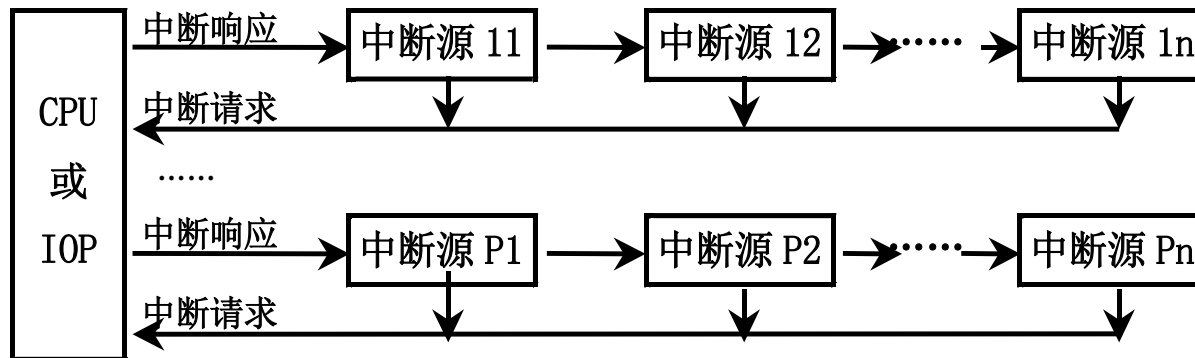 中断响应
中断源 11
中断源 12
······
中断源 1n
中断请求
CPU
或
IOP
······
中断响应
中断源 P1
中断源 P2
······
中断源 Pn
中断请求